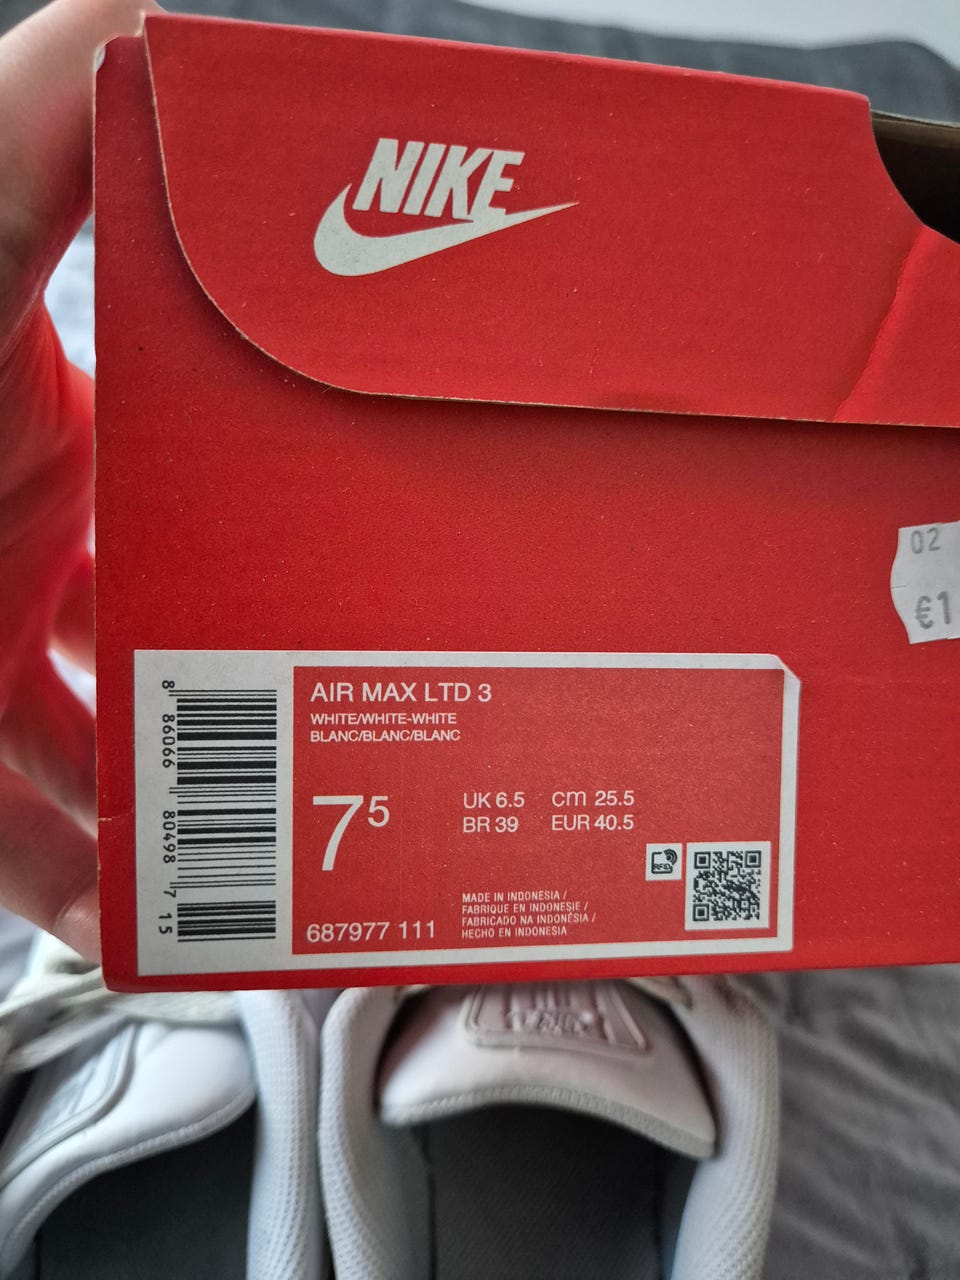 NIKE
02
€1
AIR MAX LTD 3
WHITE/WHITE-WHITE
BLANC/BLANC/BLANC
7⁵
UK 6.5 CM 25.5
BR 39 EUR 40.5
RFID
MADE IN INDONESIA /
FABRIQUE EN INDONESIE /
FABRICADO NA INDONÉSIA /
HECHO EN INDONESIA
687977 111
8 86066 80498 7 15